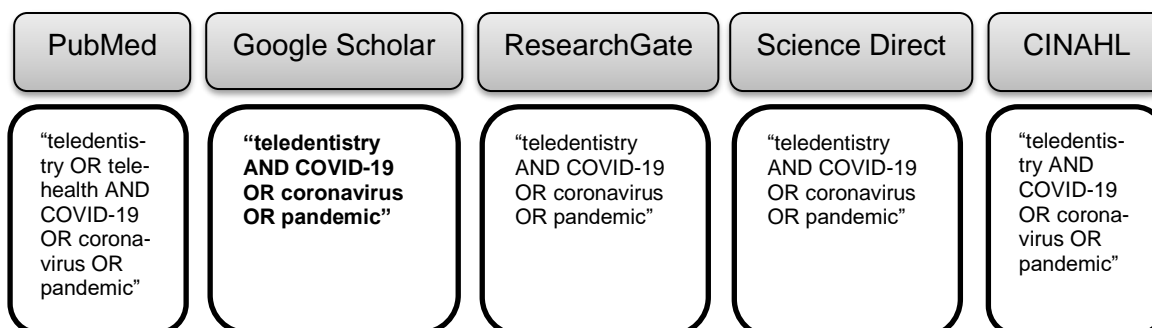 PubMed
Google Scholar
ResearchGate
Science Direct
CINAHL
“teledentis-
try OR tele-
health AND
COVID-19
OR corona-
virus OR
pandemic”
“teledentistry
AND COVID-19
OR coronavirus
OR pandemic”
“teledentistry
AND COVID-19
OR coronavirus
OR pandemic”
“teledentistry
AND COVID-19
OR coronavirus
OR pandemic”
“teledentis-
try AND
COVID-19
OR corona-
virus OR
pandemic”